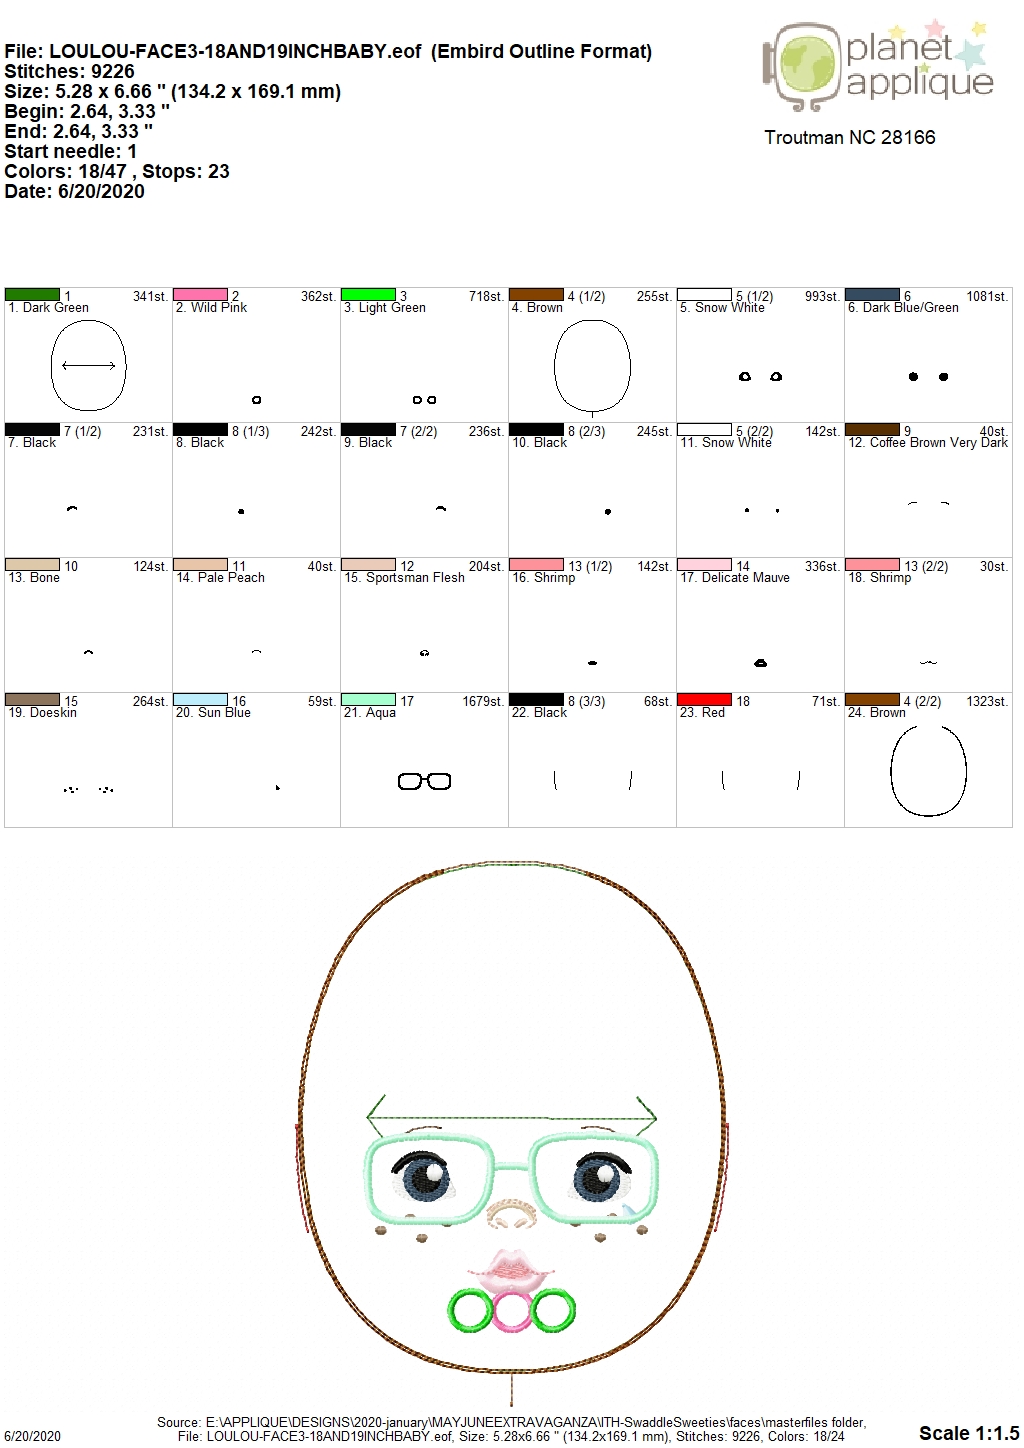 File: LOULOU-FACE3-18AND19INCHBABY.eof  (Embird Outline Format)
Stitches: 9226
Size: 5.28 x 6.66 " (134.2 x 169.1 mm)
Begin: 2.64, 3.33 "
End: 2.64, 3.33 "
Start needle: 1
Colors: 18/47 , Stops: 23
Date: 6/20/2020
planet
applique
Troutman NC 28166
1 341st. 2 362st. 3 718st. 4 (1/2) 255st. 5 (1/2) 993st. 6 1081st.
1. Dark Green 2. Wild Pink 3. Light Green 4. Brown 5. Snow White 6. Dark Blue/Green
7 (1/2) 231st. 8 (1/3) 242st. 7 (2/2) 236st. 8 (2/3) 245st. 5 (2/2) 142st. 9 40st.
7. Black 8. Black 9. Black 10. Black 11. Snow White 12. Coffee Brown Very Dark
10 124st. 11 40st. 12 204st. 13 (1/2) 142st. 14 336st. 13 (2/2) 30st.
13. Bone 14. Pale Peach 15. Sportsman Flesh 16. Shrimp 17. Delicate Mauve 18. Shrimp
15 264st. 16 59st. 17 1679st. 8 (3/3) 68st. 18 71st. 4 (2/2) 1323st.
19. Doeskin 20. Sun Blue 21. Aqua 22. Black 23. Red 24. Brown
Source: E:\APPLIQUE\DESIGNS\2020-january\MAYJUNEEXTRAVAGANZA\ITH-SwaddleSweeties\faces\masterfiles folder,
6/20/2020 File: LOULOU-FACE3-18AND19INCHBABY.eof, Size: 5.28x6.66 " (134.2x169.1 mm), Stitches: 9226, Colors: 18/24 Scale 1:1.5